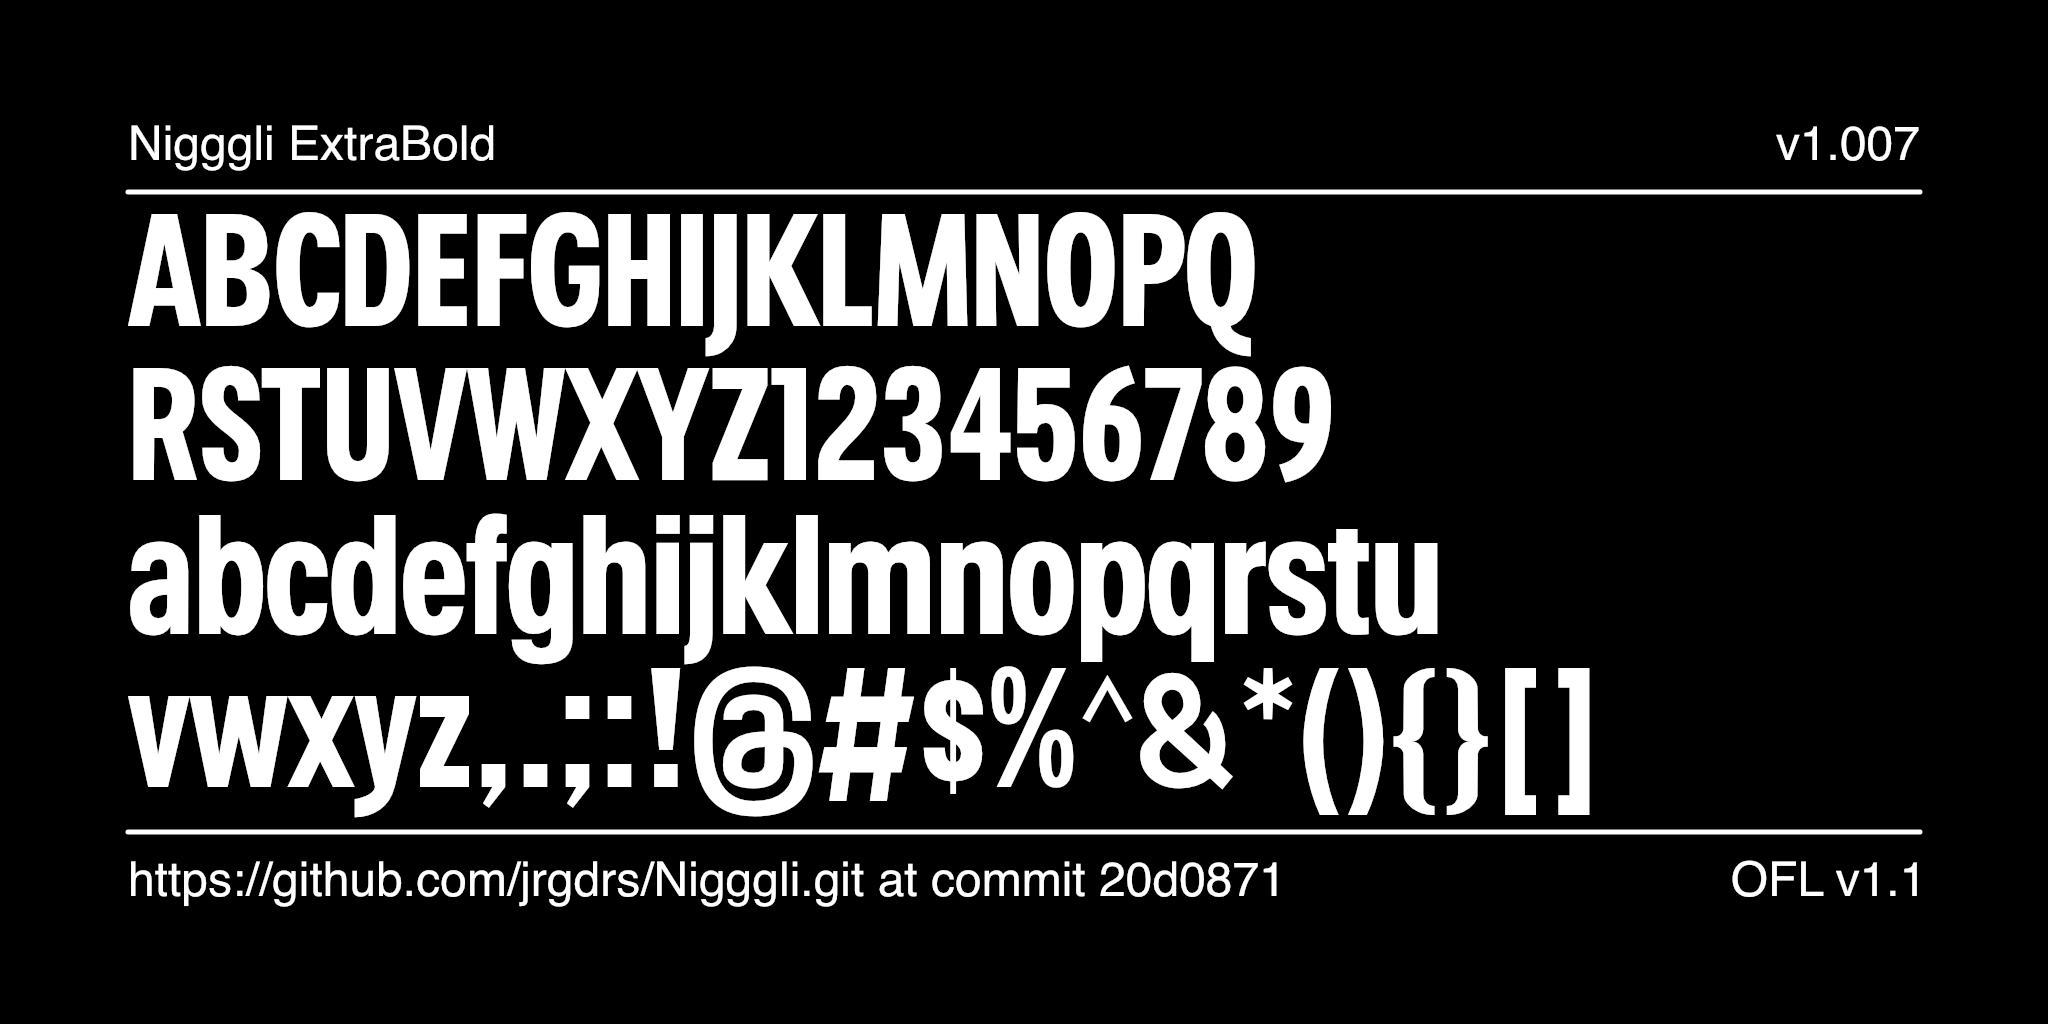 Nigggli ExtraBold
v1.007
ABCDEFGHIJKLMNOPQ
RSTUVWXYZ123456789
abcdefghijklmnopqrstu
vwxyz,.;:!@#$%^&*(){}[]
https://github.com/jrgdrs/Nigggli.git at commit 20d0871
OFL v1.1